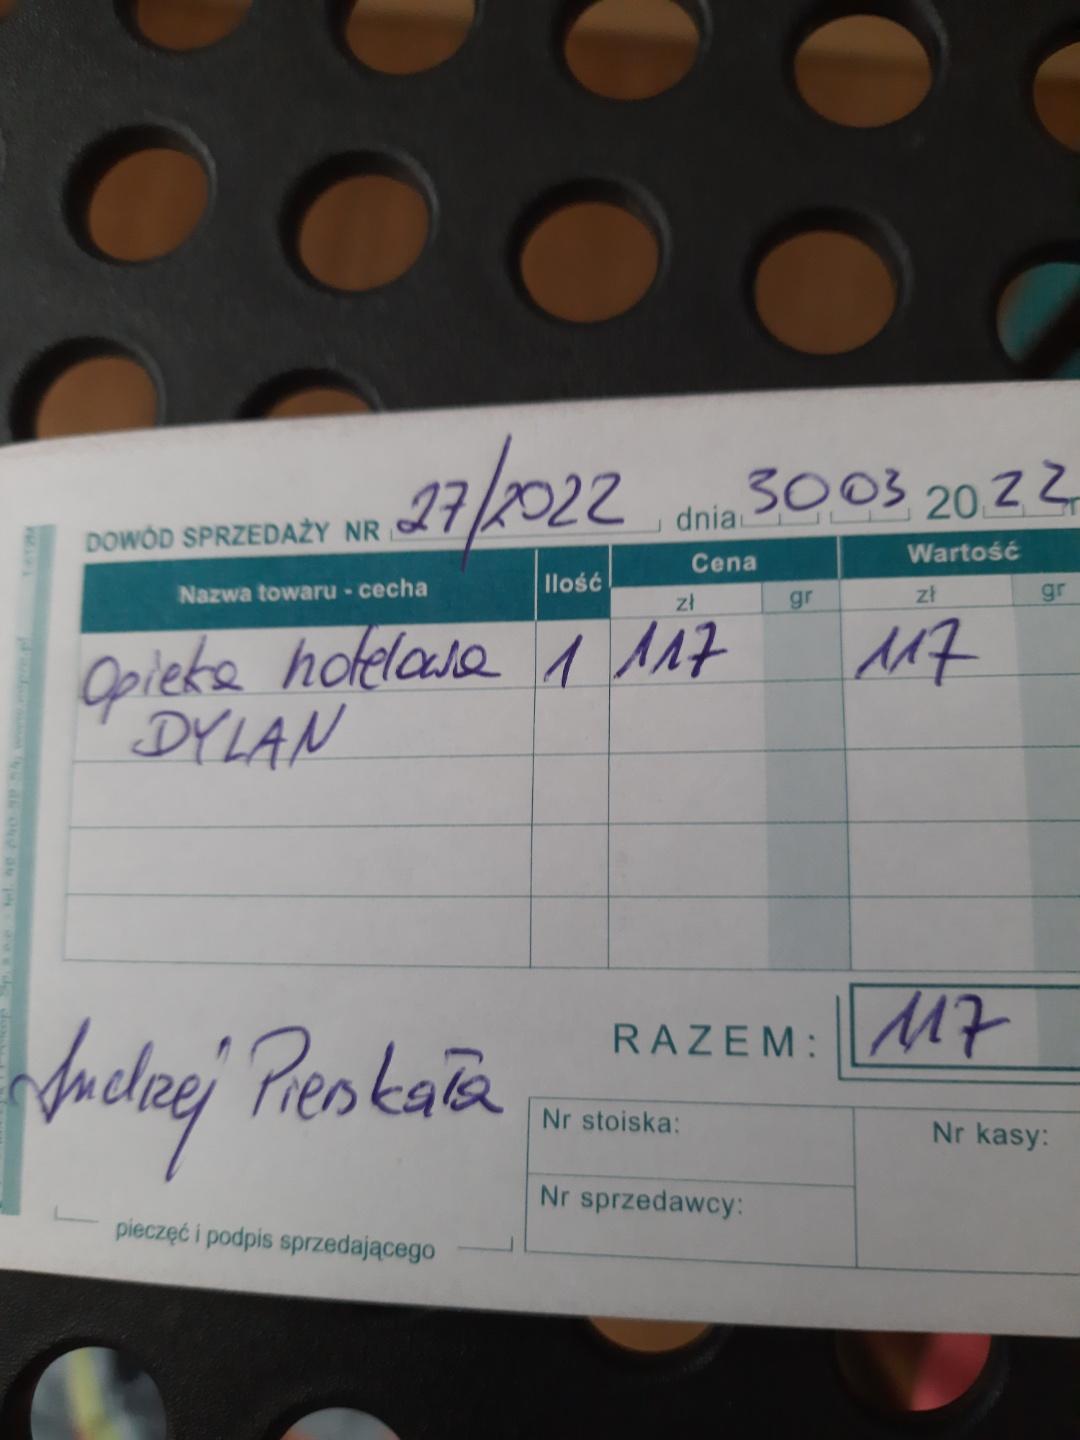 DOWÓD SPRZEDAŻY NR 27/2022 dnia 30 03 2022 r
Nazwa towaru - cecha Ilość Cena Wartość
zł gr zł gr
Opieka hotelowa 1 117 117
DYLAN
RAZEM: 117
Andrzej Pierskała
Nr stoiska: Nr kasy:
Nr sprzedawcy:
pieczęć i podpis sprzedającego